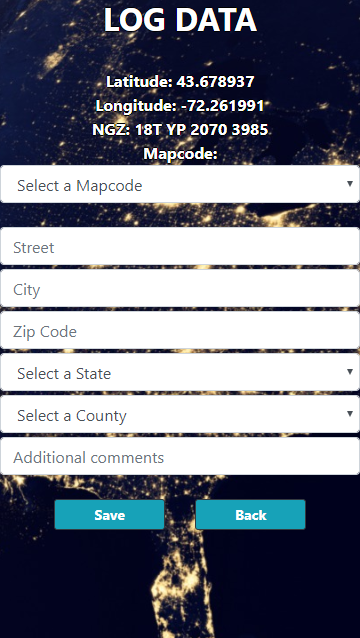 LOG DATA
Latitude: 43.678937
Longitude: -72.261991
NGZ: 18T YP 2070 3985
Mapcode:
Select a Mapcode
Street
City
Zip Code
Select a State
Select a County
Additional comments
Save Back